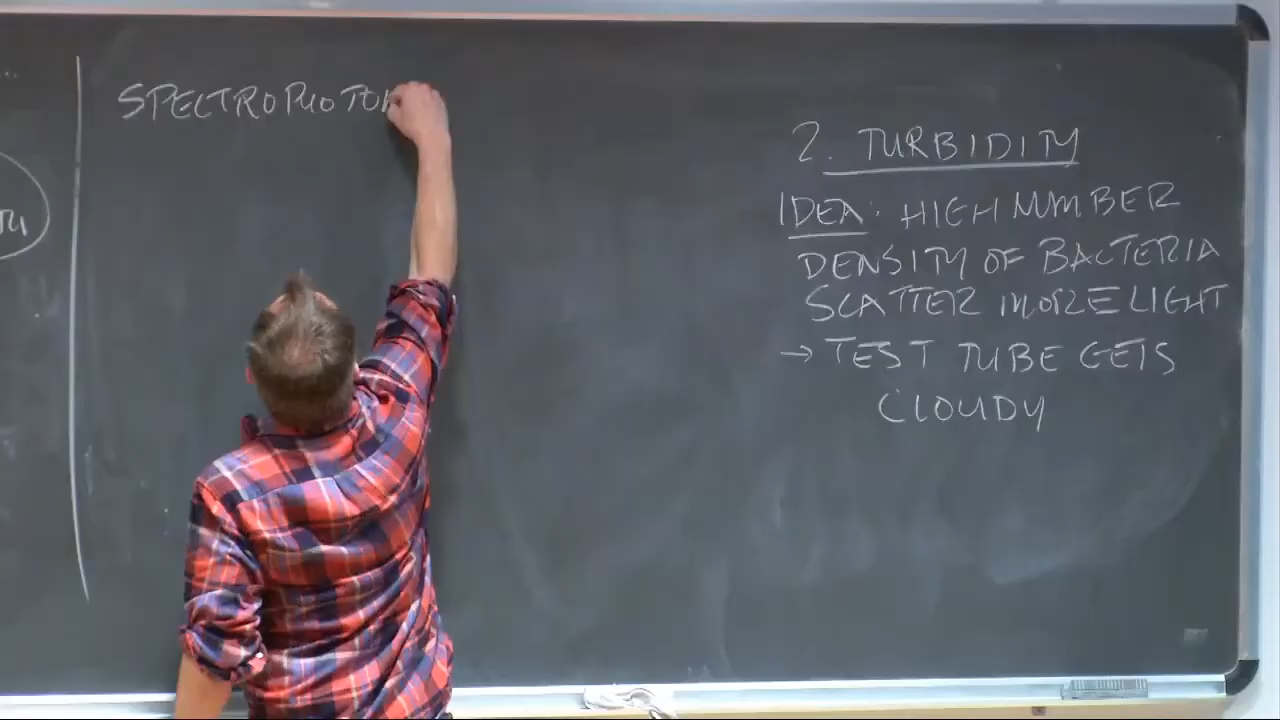 SPECTROPHOTOM
2. TURBIDITY
IDEA: HIGH NUMBER
DENSITY OF BACTERIA
SCATTER MORE LIGHT
→ TEST TUBE GETS
CLOUDY